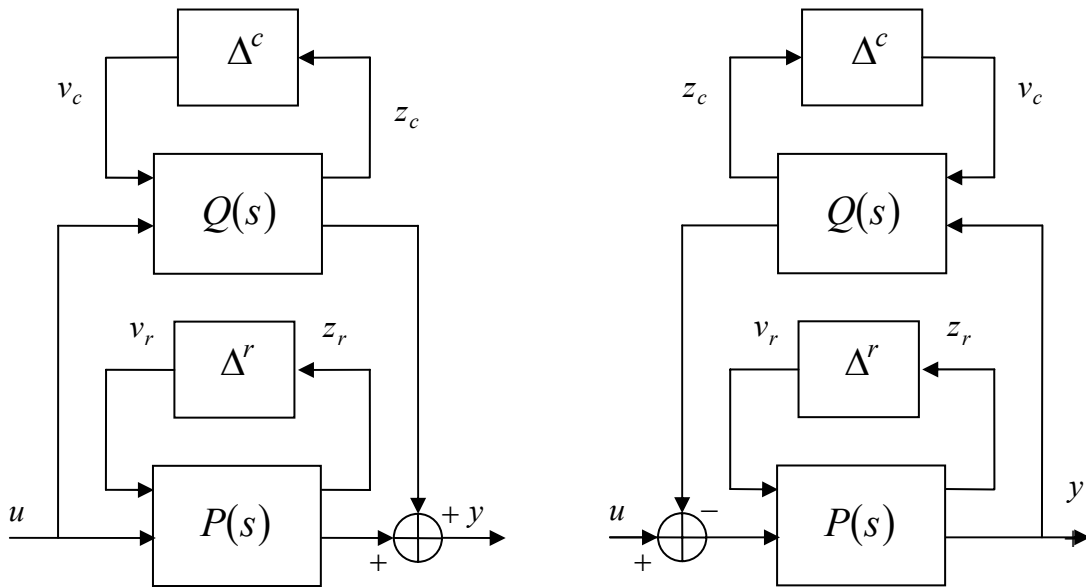 Δ^c
v_c
z_c
Q(s)
v_r
z_r
Δ^r
u
P(s)
+ y
+
Δ^c
z_c
v_c
Q(s)
v_r
z_r
Δ^r
y
u
−
P(s)
+
+